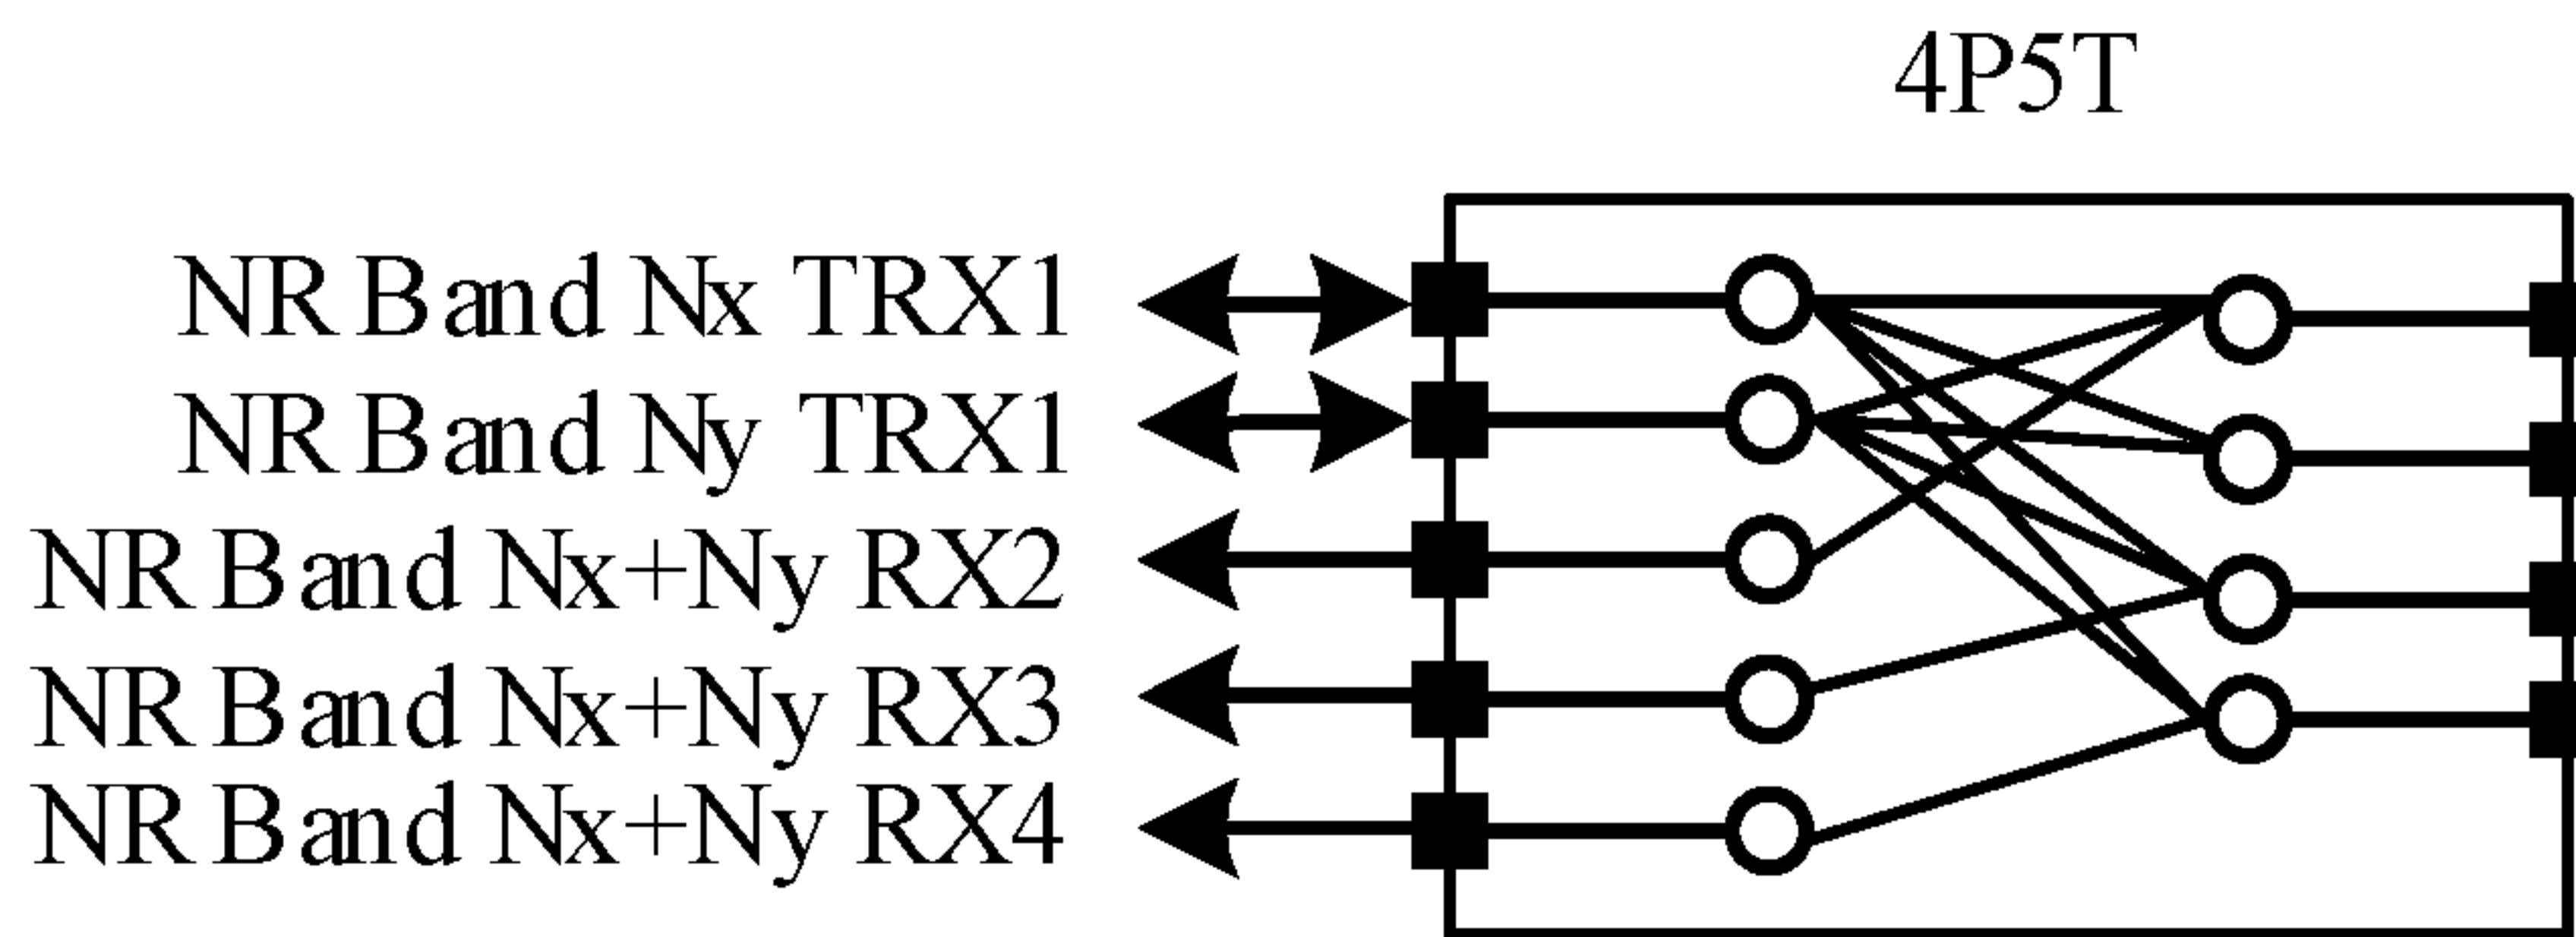 4P5T
NR Band Nx TRX1
NR Band Ny TRX1
NR Band Nx+Ny RX2
NR Band Nx+Ny RX3
NR Band Nx+Ny RX4